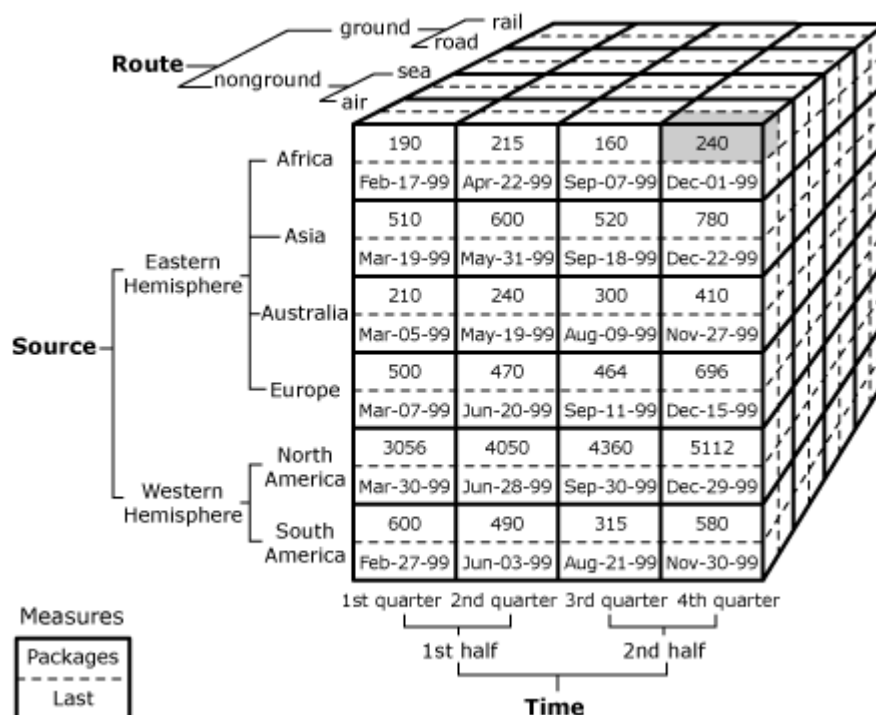 ground
rail
road
Route
nonground
sea
air
190 215 160 240
Africa
Feb-17-99 Apr-22-99 Sep-07-99 Dec-01-99
510 600 520 780
Asia
Mar-19-99 May-31-99 Sep-18-99 Dec-22-99
Eastern
Hemisphere
210 240 300 410
Australia
Mar-05-99 May-19-99 Aug-09-99 Nov-27-99
Source
500 470 464 696
Europe
Mar-07-99 Jun-20-99 Sep-11-99 Dec-15-99
North
America
3056 4050 4360 5112
Mar-30-99 Jun-28-99 Sep-30-99 Dec-29-99
Western
Hemisphere
600 490 315 580
South
America
Feb-27-99 Jun-03-99 Aug-21-99 Nov-30-99
1st quarter 2nd quarter 3rd quarter 4th quarter
1st half 2nd half
Time
Measures
Packages
Last